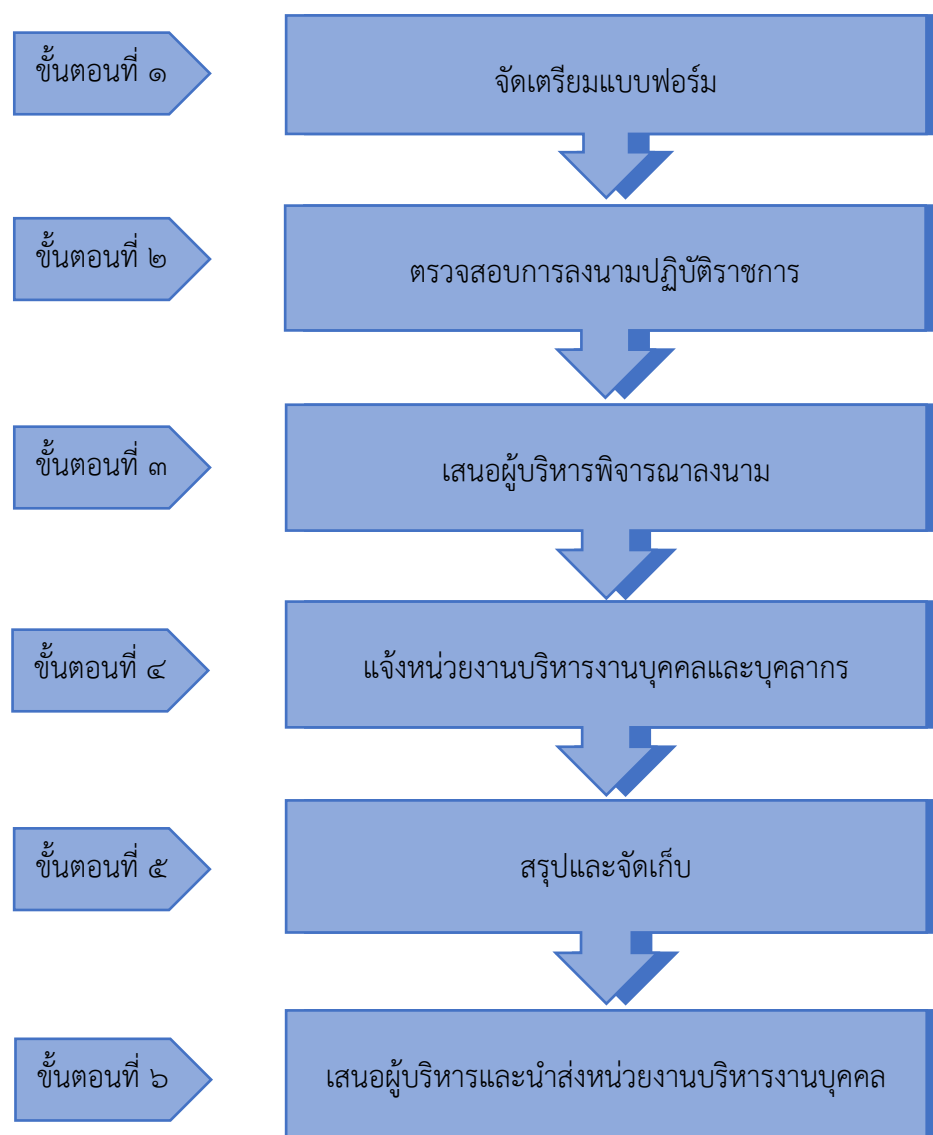 ขั้นตอนที่ ๑
จัดเตรียมแบบฟอร์ม
ขั้นตอนที่ ๒
ตรวจสอบการลงนามปฏิบัติราชการ
ขั้นตอนที่ ๓
เสนอผู้บริหารพิจารณาลงนาม
ขั้นตอนที่ ๔
แจ้งหน่วยงานบริหารงานบุคคลและบุคลากร
ขั้นตอนที่ ๕
สรุปและจัดเก็บ
ขั้นตอนที่ ๖
เสนอผู้บริหารและนำส่งหน่วยงานบริหารงานบุคคล